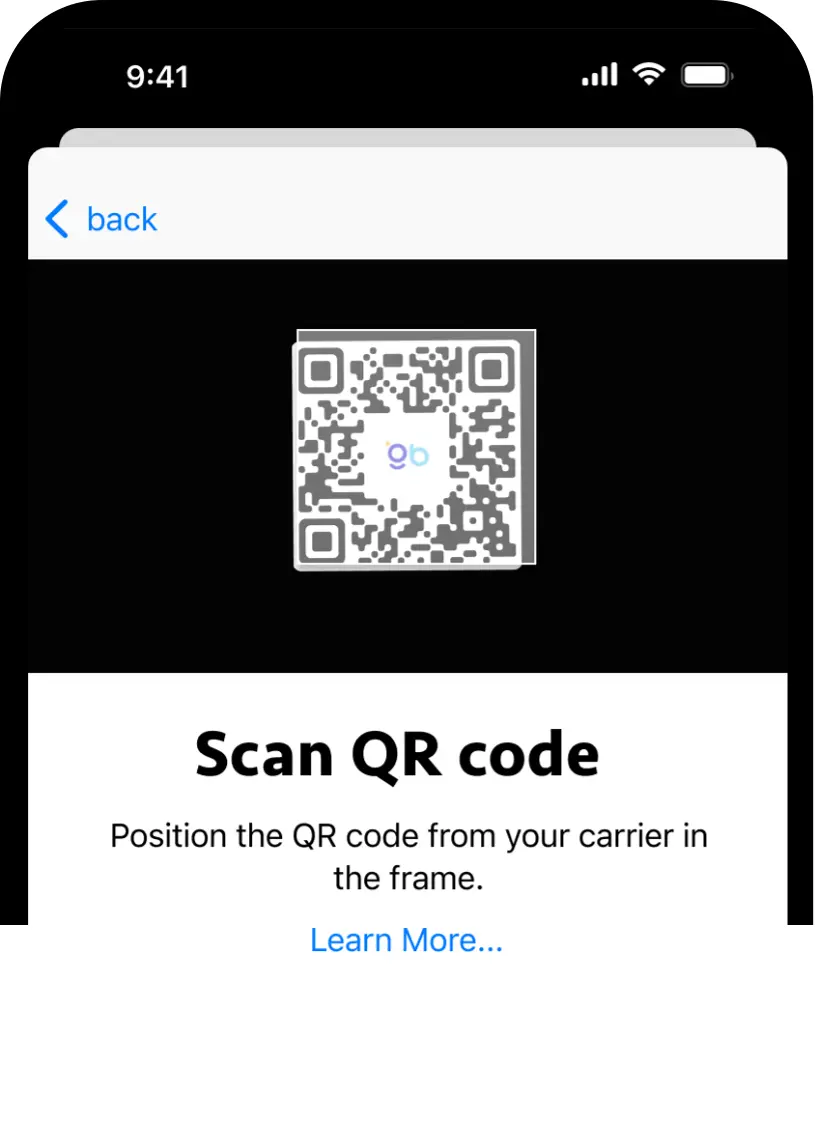 9:41
back
gb
Scan QR code
Position the QR code from your carrier in
the frame.
Learn More...